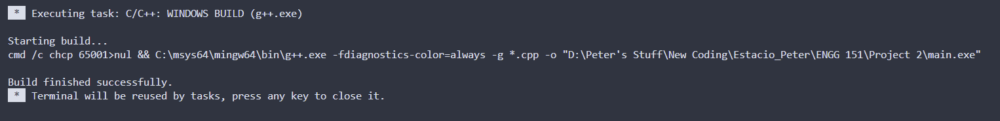 * Executing task: C/C++: WINDOWS BUILD (g++.exe)
Starting build...
cmd /c chcp 65001>nul && C:\msys64\mingw64\bin\g++.exe -fdiagnostics-color=always -g *.cpp -o "D:\Peter's Stuff\New Coding\Estacio_Peter\ENGG 151\Project 2\main.exe"
Build finished successfully.
* Terminal will be reused by tasks, press any key to close it.